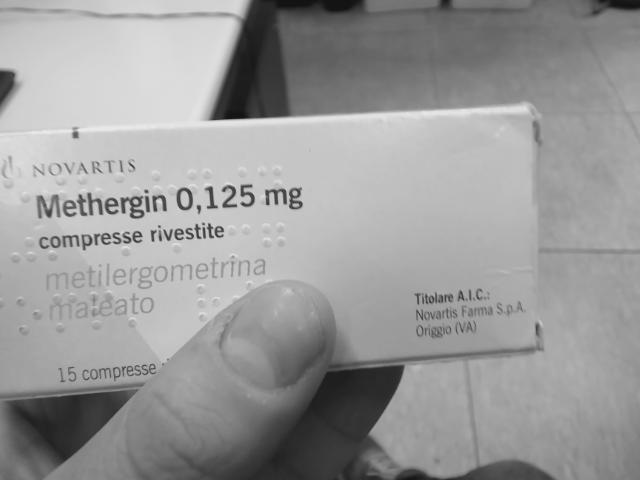 NOVARTIS
Methergin 0,125 mg
compresse rivestite
metilergometrina
maleato
15 compresse
Titolare A.I.C.:
Novartis Farma S.p.A.
Origgio (VA)